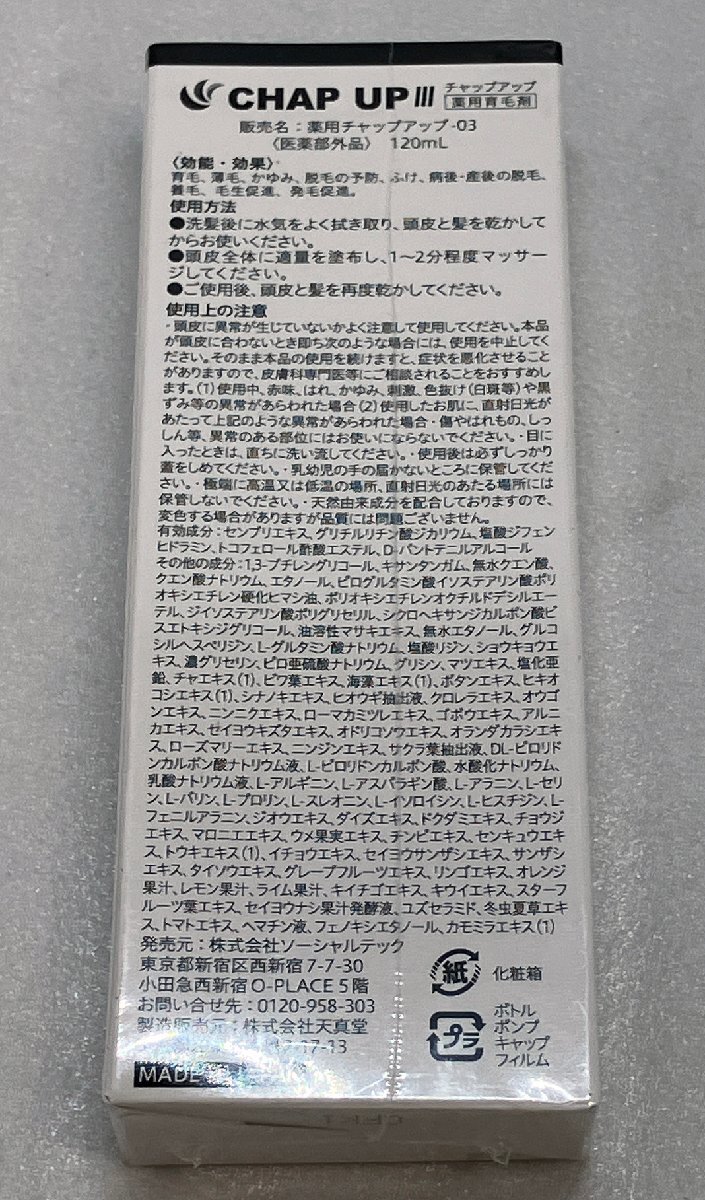 CHAP UP III チャップアップ
薬用育毛剤
販売名：薬用チャップアップ-03
〈医薬部外品〉 120mL
〈効能・効果〉
育毛、薄毛、かゆみ、脱毛の予防、ふけ、病後・産後の脱毛、
養毛、毛生促進、発毛促進。
使用方法
●洗髪後に水気をよく拭き取り、頭皮と髪を乾かして
からお使いください。
●頭皮全体に適量を塗布し、1〜2分程度マッサー
ジしてください。
●ご使用後、頭皮と髪を再度乾かしてください。
使用上の注意
・頭皮に異常が生じていないかよく注意して使用してください。本品
が頭皮に合わないとき即ち次のような場合には、使用を中止してく
ださい。そのまま本品の使用を続けますと、症状を悪化させること
がありますので、皮膚科専門医等にご相談されることをおすすめし
ます。(1)使用中、赤味、はれ、かゆみ、刺激、色抜け(白斑等)や黒
ずみ等の異常があらわれた場合(2)使用したお肌に、直射日光が
あたって上記のような異常があらわれた場合・傷やはれもの、しっ
しん等、異常のある部位にはお使いにならないでください。・目に
入ったときは、直ちに洗い流してください。・使用後は必ずしっかり
蓋をしめてください。・乳幼児の手の届かないところに保管してくだ
さい。・極端に高温又は低温の場所、直射日光のあたる場所には
保管しないでください。・天然由来成分を配合しておりますので、
変色する場合がありますが品質には問題ございません。
有効成分：センブリエキス、グリチルリチン酸ジカリウム、塩酸ジフェン
ヒドラミン、トコフェロール酢酸エステル、D-パントテニルアルコール
その他の成分：1,3-ブチレングリコール、キサンタンガム、無水クエン酸、
クエン酸ナトリウム、エタノール、ピログルタミン酸イソステアリン酸ポリ
オキシエチレン硬化ヒマシ油、ポリオキシエチレンオクチルドデシルエー
テル、ジイソステアリン酸ポリグリセリル、シクロヘキサンジカルボン酸ビ
スエトキシジグリコール、油溶性マサキエキス、無水エタノール、グルコ
シルヘスペリジン、L-グルタミン酸ナトリウム、塩酸リジン、ショウキョウエ
キス、濃グリセリン、ピロ亜硫酸ナトリウム、グリシン、マツエキス、塩化亜
鉛、チャエキス(1)、ビワ葉エキス、海藻エキス(1)、ボタンエキス、ヒキオ
コシエキス(1)、シナノキエキス、ヒオウギ抽出液、クロレラエキス、オウゴ
ンエキス、ニンニクエキス、ローマカミツレエキス、ゴボウエキス、アルニ
カエキス、セイヨウキズタエキス、オドリコソウエキス、オランダカラシエキ
ス、ローズマリーエキス、ニンジンエキス、サクラ葉抽出液、DL-ピロリド
ンカルボン酸ナトリウム液、L-ピロリドンカルボン酸、水酸化ナトリウム、
乳酸ナトリウム液、L-アルギニン、L-アスパラギン酸、L-アラニン、L-セリ
ン、L-バリン、L-プロリン、L-スレオニン、L-イソロイシン、L-ヒスチジン、L-
フェニルアラニン、ジオウエキス、ダイズエキス、ドクダミエキス、チョウジ
エキス、マロニエエキス、ウメ果実エキス、チンピエキス、センキュウエキ
ス、トウキエキス(1)、イチョウエキス、セイヨウサンザシエキス、サンザシ
エキス、タイソウエキス、グレープフルーツエキス、リンゴエキス、オレンジ
果汁、レモン果汁、ライム果汁、キイチゴエキス、キウイエキス、スターフ
ルーツ葉エキス、セイヨウナシ果汁発酵液、ユズセラミド、冬虫夏草エキ
ス、トマトエキス、ヘマチン液、フェノキシエタノール、カモミラエキス(1)
発売元：株式会社ソーシャルテック
東京都新宿区西新宿7-7-30
小田急西新宿O-PLACE 5階
お問い合せ先：0120-958-303
製造販売元：株式会社天真堂
17-13
MADE
紙 化粧箱
プラ ボトル
ポンプ
キャップ
フィルム